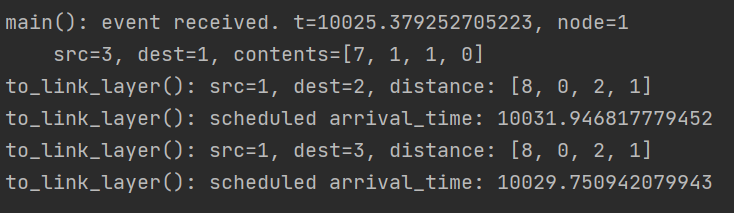 main(): event received. t=10025.379252705223, node=1
    src=3, dest=1, contents=[7, 1, 1, 0]
to_link_layer(): src=1, dest=2, distance: [8, 0, 2, 1]
to_link_layer(): scheduled arrival_time: 10031.946817779452
to_link_layer(): src=1, dest=3, distance: [8, 0, 2, 1]
to_link_layer(): scheduled arrival_time: 10029.750942079943